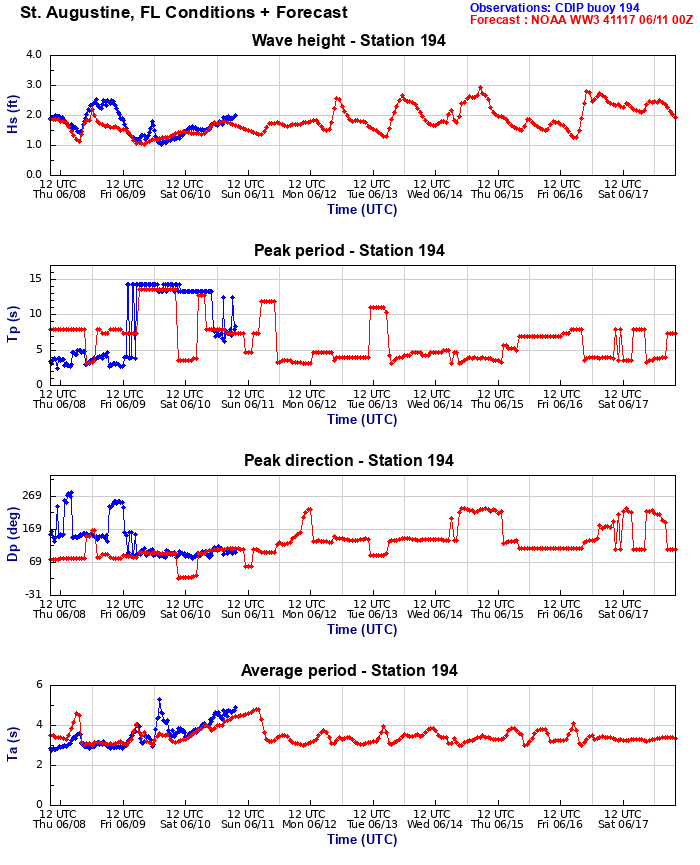 St. Augustine, FL Conditions + Forecast
Observations: CDIP buoy 194
Forecast : NOAA WW3 41117 06/11 00Z
Wave height - Station 194
Hs (ft)
4.0
3.0
2.0
1.0
0.0
12 UTC 12 UTC 12 UTC 12 UTC 12 UTC 12 UTC 12 UTC 12 UTC 12 UTC 12 UTC
Thu 06/08 Fri 06/09 Sat 06/10 Sun 06/11 Mon 06/12 Tue 06/13 Wed 06/14 Thu 06/15 Fri 06/16 Sat 06/17
Time (UTC)
Peak period - Station 194
Tp (s)
15
10
5
0
12 UTC 12 UTC 12 UTC 12 UTC 12 UTC 12 UTC 12 UTC 12 UTC 12 UTC 12 UTC
Thu 06/08 Fri 06/09 Sat 06/10 Sun 06/11 Mon 06/12 Tue 06/13 Wed 06/14 Thu 06/15 Fri 06/16 Sat 06/17
Time (UTC)
Peak direction - Station 194
Dp (deg)
269
169
69
-31
12 UTC 12 UTC 12 UTC 12 UTC 12 UTC 12 UTC 12 UTC 12 UTC 12 UTC 12 UTC
Thu 06/08 Fri 06/09 Sat 06/10 Sun 06/11 Mon 06/12 Tue 06/13 Wed 06/14 Thu 06/15 Fri 06/16 Sat 06/17
Time (UTC)
Average period - Station 194
Ta (s)
6
4
2
0
12 UTC 12 UTC 12 UTC 12 UTC 12 UTC 12 UTC 12 UTC 12 UTC 12 UTC 12 UTC
Thu 06/08 Fri 06/09 Sat 06/10 Sun 06/11 Mon 06/12 Tue 06/13 Wed 06/14 Thu 06/15 Fri 06/16 Sat 06/17
Time (UTC)